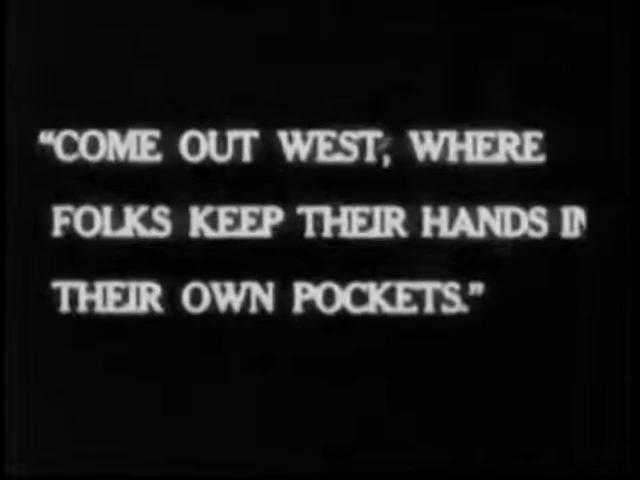 “COME OUT WEST, WHERE
FOLKS KEEP THEIR HANDS IN
THEIR OWN POCKETS.”